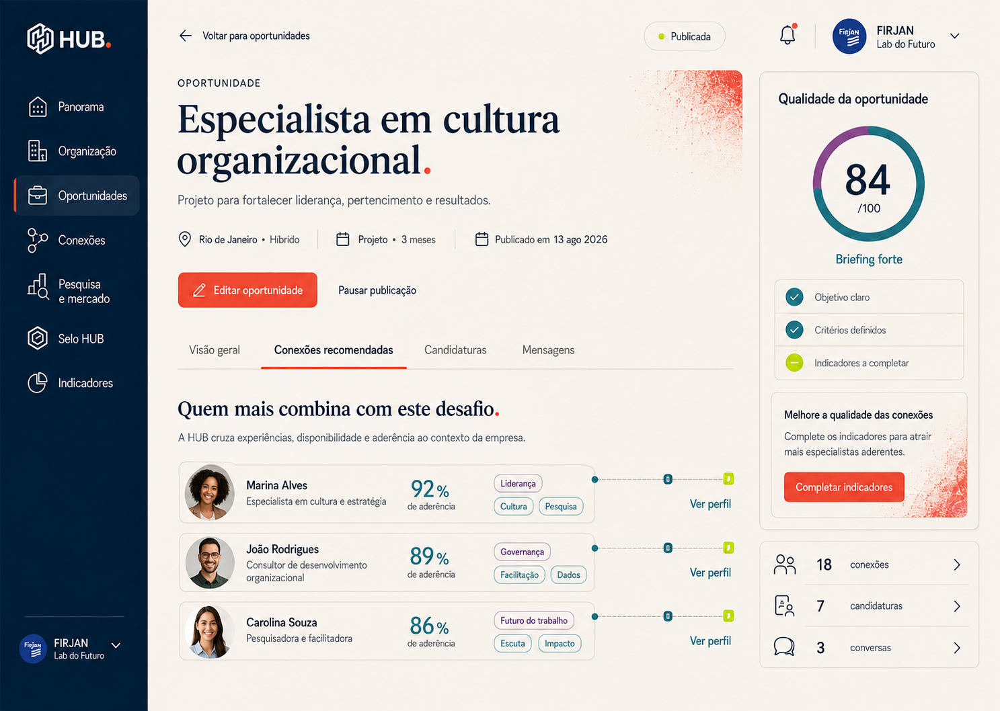 HUB.
Panorama
Organização
Oportunidades
Conexões
Pesquisa
e mercado
Selo HUB
Indicadores
Firjan
FIRJAN
Lab do Futuro
Voltar para oportunidades
Publicada
Firjan
FIRJAN
Lab do Futuro
OPORTUNIDADE
Especialista em cultura
organizacional.
Projeto para fortalecer liderança, pertencimento e resultados.
Rio de Janeiro • Híbrido
Projeto • 3 meses
Publicado em 13 ago 2026
Editar oportunidade
Pausar publicação
Visão geral
Conexões recomendadas
Candidaturas
Mensagens
Quem mais combina com este desafio.
A HUB cruza experiências, disponibilidade e aderência ao contexto da empresa.
Marina Alves
Especialista em cultura e estratégia
92%
de aderência
Liderança
Cultura
Pesquisa
Ver perfil
João Rodrigues
Consultor de desenvolvimento
organizacional
89%
de aderência
Governança
Facilitação
Dados
Ver perfil
Carolina Souza
Pesquisadora e facilitadora
86%
de aderência
Futuro do trabalho
Escuta
Impacto
Ver perfil
Qualidade da oportunidade
84
/100
Briefing forte
Objetivo claro
Critérios definidos
Indicadores a completar
Melhore a qualidade das conexões
Complete os indicadores para atrair
mais especialistas aderentes.
Completar indicadores
18 conexões
7 candidaturas
3 conversas